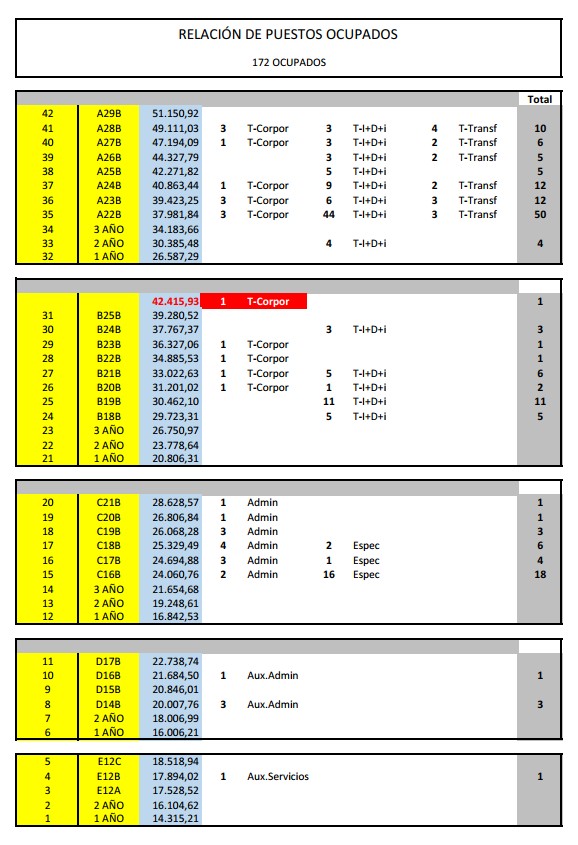 RELACIÓN DE PUESTOS OCUPADOS
172 OCUPADOS
Total
42 A29B 51.150,92
41 A28B 49.111,03 3 T-Corpor 3 T-I+D+i 4 T-Transf 10
40 A27B 47.194,09 1 T-Corpor 3 T-I+D+i 2 T-Transf 6
39 A26B 44.327,79 3 T-I+D+i 2 T-Transf 5
38 A25B 42.271,82 5 T-I+D+i 5
37 A24B 40.863,44 1 T-Corpor 9 T-I+D+i 2 T-Transf 12
36 A23B 39.423,25 3 T-Corpor 6 T-I+D+i 3 T-Transf 12
35 A22B 37.981,84 3 T-Corpor 44 T-I+D+i 3 T-Transf 50
34 3 AÑO 34.183,66
33 2 AÑO 30.385,48 4 T-I+D+i 4
32 1 AÑO 26.587,29
42.415,93 1 T-Corpor 1
31 B25B 39.280,52
30 B24B 37.767,37 3 T-I+D+i 3
29 B23B 36.327,06 1 T-Corpor 1
28 B22B 34.885,53 1 T-Corpor 1
27 B21B 33.022,63 1 T-Corpor 5 T-I+D+i 6
26 B20B 31.201,02 1 T-Corpor 1 T-I+D+i 2
25 B19B 30.462,10 11 T-I+D+i 11
24 B18B 29.723,31 5 T-I+D+i 5
23 3 AÑO 26.750,97
22 2 AÑO 23.778,64
21 1 AÑO 20.806,31
20 C21B 28.628,57 1 Admin 1
19 C20B 26.806,84 1 Admin 1
18 C19B 26.068,28 3 Admin 3
17 C18B 25.329,49 4 Admin 2 Espec 6
16 C17B 24.694,88 3 Admin 1 Espec 4
15 C16B 24.060,76 2 Admin 16 Espec 18
14 3 AÑO 21.654,68
13 2 AÑO 19.248,61
12 1 AÑO 16.842,53
11 D17B 22.738,74
10 D16B 21.684,50 1 Aux.Admin 1
9 D15B 20.846,01
8 D14B 20.007,76 3 Aux.Admin 3
7 2 AÑO 18.006,99
6 1 AÑO 16.006,21
5 E12C 18.518,94
4 E12B 17.894,02 1 Aux.Servicios 1
3 E12A 17.528,52
2 2 AÑO 16.104,62
1 1 AÑO 14.315,21